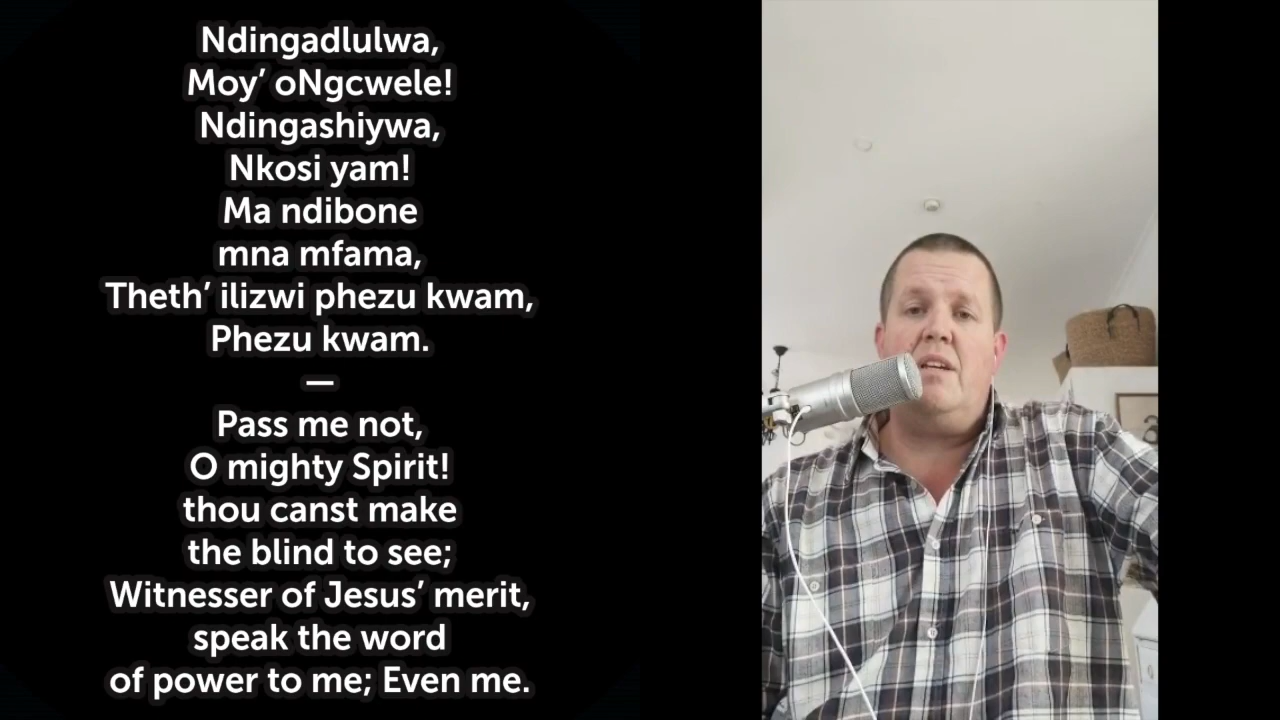 Ndingadlulwa,
Moy’ oNgcwele!
Ndingashiywa,
Nkosi yam!
Ma ndibone
mna mfama,
Theth’ ilizwi phezu kwam,
Phezu kwam.
—
Pass me not,
O mighty Spirit!
thou canst make
the blind to see;
Witnesser of Jesus’ merit,
speak the word
of power to me; Even me.